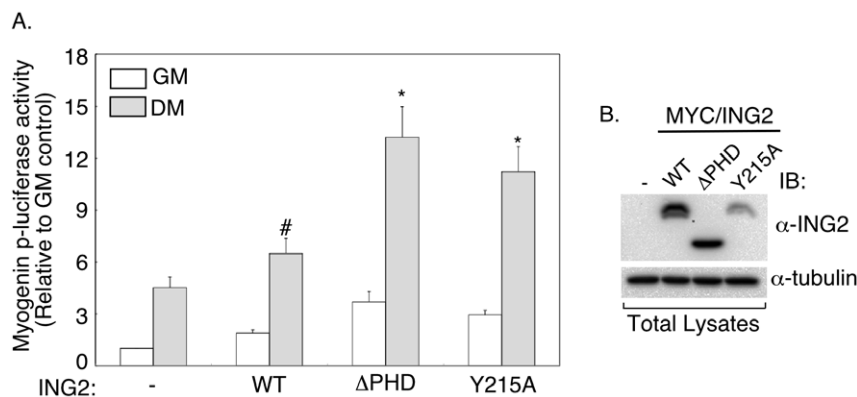 A.
Myogenin p-luciferase activity
(Relative to GM control)
18
15
12
9
6
3
0
GM
DM
#
*
*
ING2:
-
WT
ΔPHD
Y215A
B.
MYC/ING2
-
WT
ΔPHD
Y215A
IB:
α-ING2
α-tubulin
Total Lysates